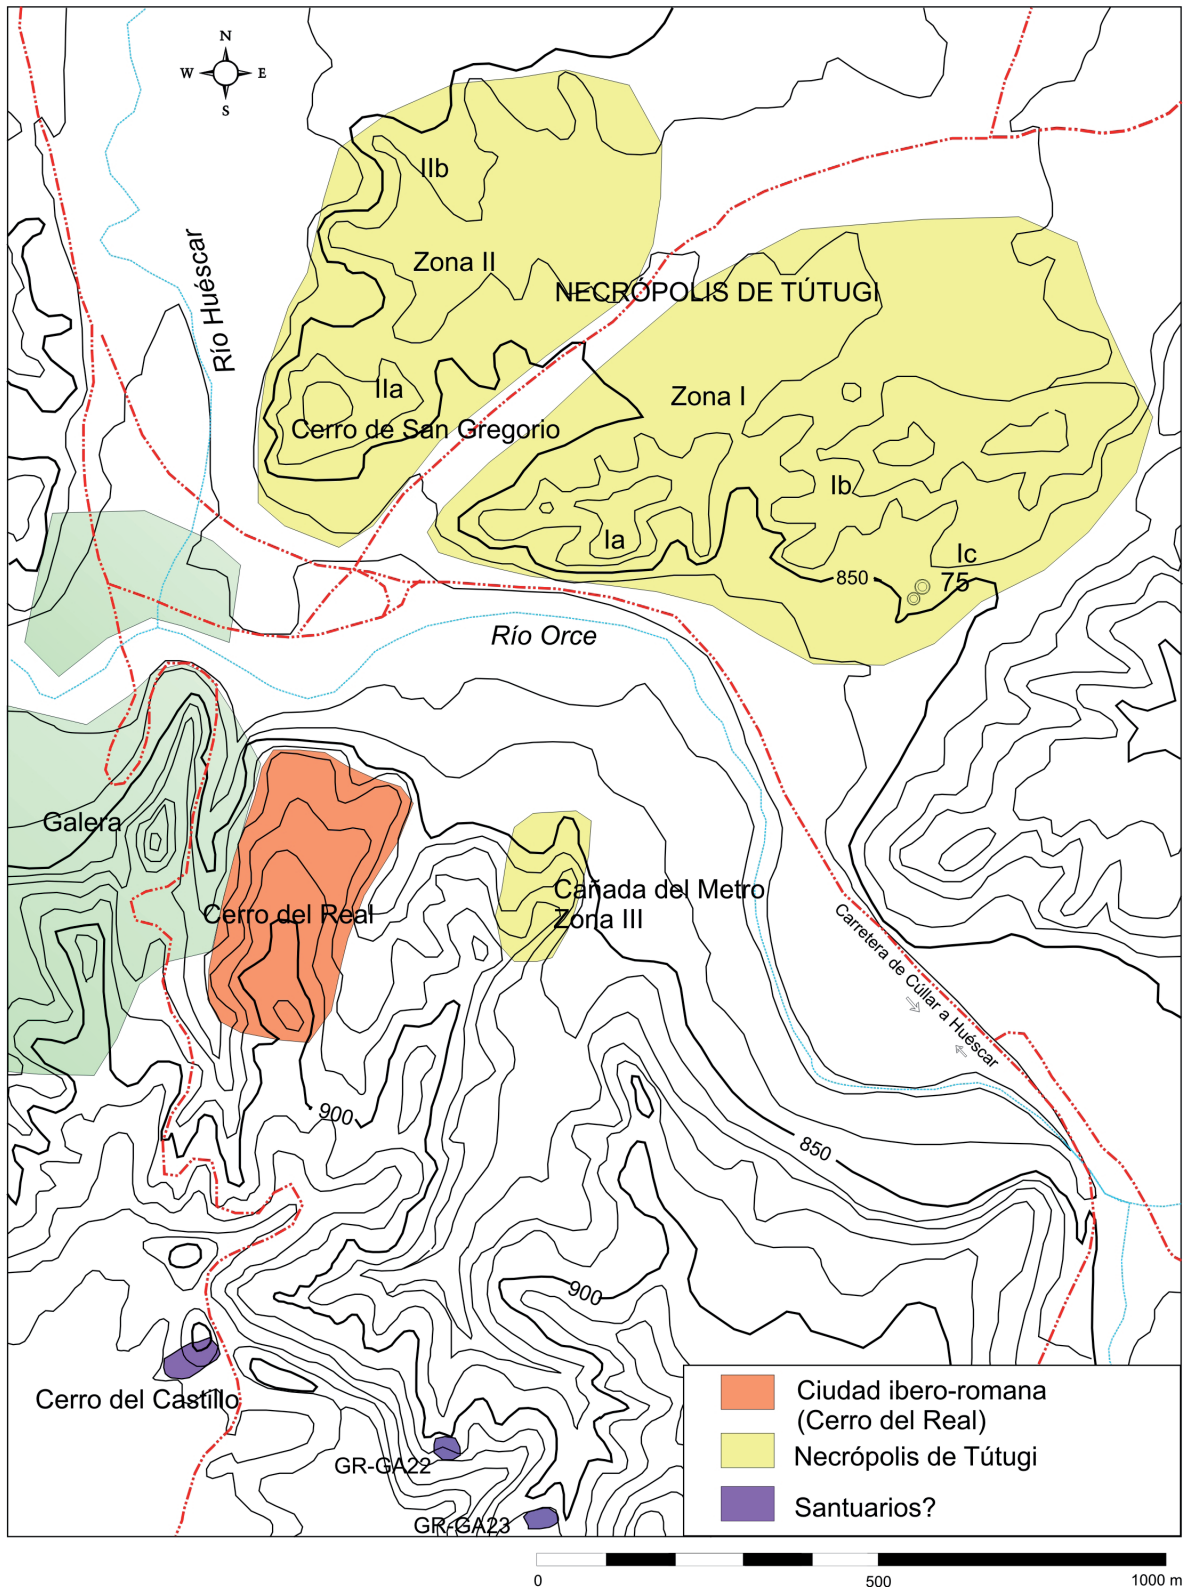 N
W E
S
IIb
Zona II
NECRÓPOLIS DE TÚTUGI
Río Huéscar
IIa
Zona I
Cerro de San Gregorio
Ib
Ia
Ic
850
75
Río Orce
Galera
Cañada del Metro
Zona III
Cerro del Real
Carretera de Cúllar a Huéscar
900
850
900
Cerro del Castillo
GR-GA22
GR-GA23
Ciudad ibero-romana
(Cerro del Real)
Necrópolis de Tútugi
Santuarios?
0 500 1000 m